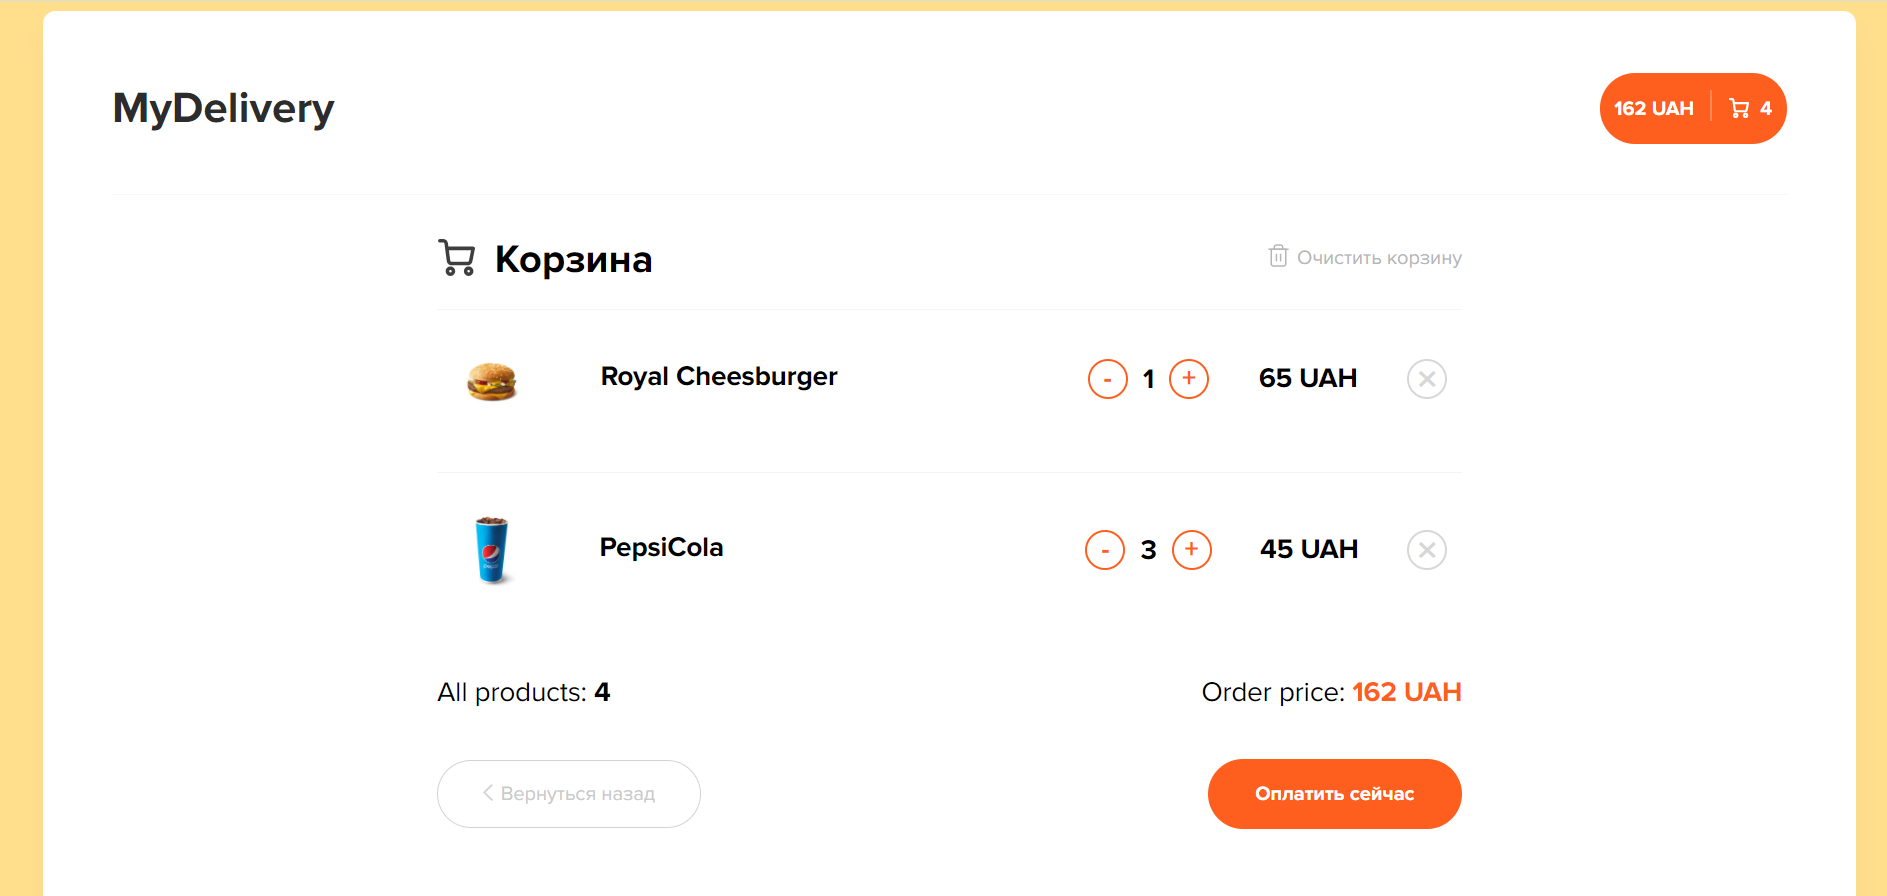 MyDelivery
162 UAH 4
Корзина
Очистить корзину
Royal Cheesburger
- 1 + 65 UAH
PepsiCola
- 3 + 45 UAH
All products: 4
Order price: 162 UAH
Вернуться назад
Оплатить сейчас